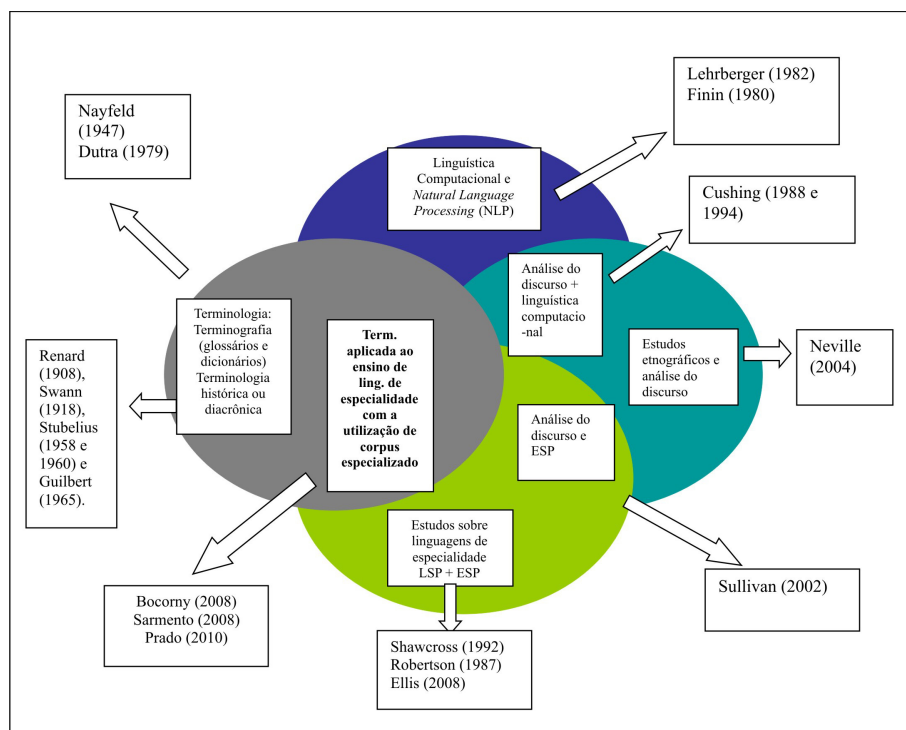 Lehrberger (1982)
Finin (1980)
Nayfeld
(1947)
Dutra (1979)
Linguística
Computacional e
Natural Language
Processing (NLP)
Cushing (1988 e
1994)
Análise do
discurso +
linguística
computacio
-nal
Terminologia:
Terminografia
(glossários e
dicionários)
Terminologia
histórica ou
diacrônica
Term.
aplicada ao
ensino de
ling. de
especialidade
com a
utilização de
corpus
especializado
Estudos
etnográficos e
análise do
discurso
Neville
(2004)
Renard
(1908),
Swann
(1918),
Stubelius
(1958 e
1960) e
Guilbert
(1965).
Análise do
discurso e
ESP
Estudos sobre
linguagens de
especialidade
LSP + ESP
Sullivan (2002)
Bocorny (2008)
Sarmento (2008)
Prado (2010)
Shawcross (1992)
Robertson (1987)
Ellis (2008)